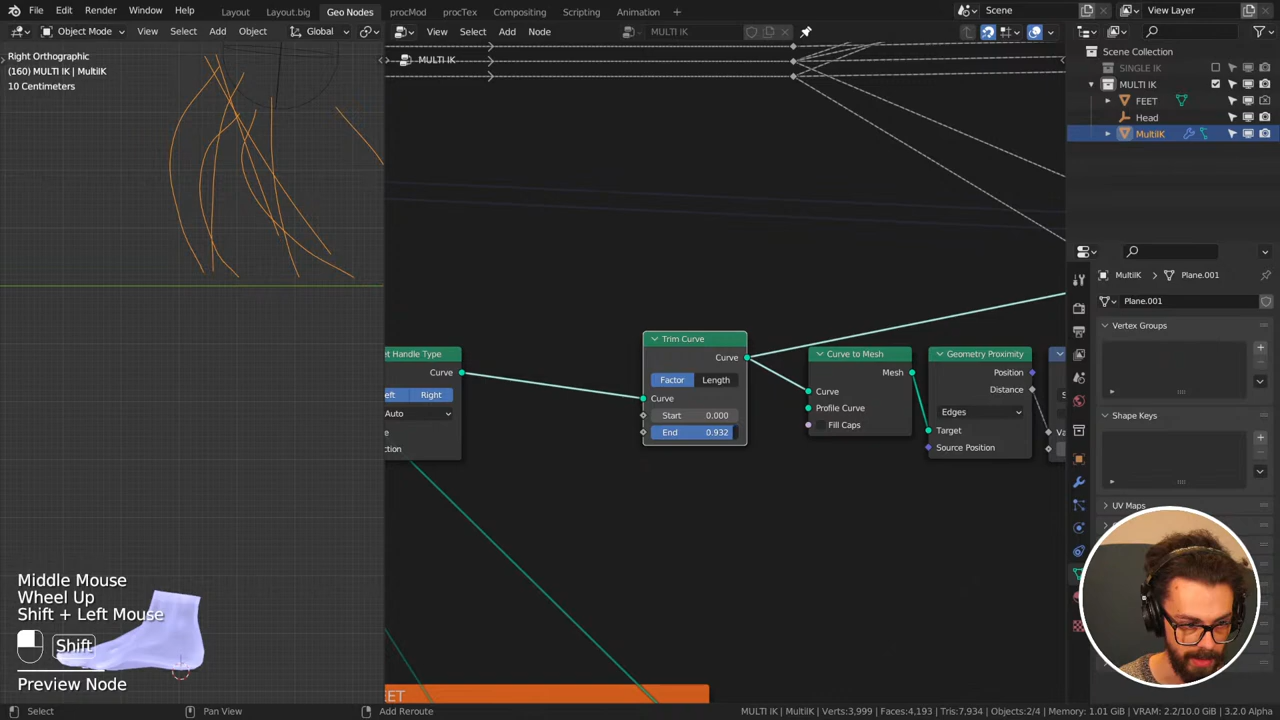 File Edit Render Window Help Layout Layout.big Geo Nodes procMod procTex Compositing Scripting Animation + Scene View Layer
Object Mode View Select Add Object Global View Select Add Node MULTI IK
Right Orthographic
(160) MULTI IK | MultiIK
10 Centimeters
MULTI IK
Scene Collection
SINGLE IK
MULTI IK
FEET
Head
MultiIK
MultiIK Plane.001
Plane.001
Vertex Groups
Shape Keys
UV Maps
et Handle Type
Curve
eft Right
Auto
ction
Trim Curve
Curve
Factor Length
Curve
Start 0.000
End 0.932
Curve to Mesh
Mesh
Curve
Profile Curve
Fill Caps
Geometry Proximity
Position
Distance
Edges
Target
Source Position
Middle Mouse
Wheel Up
Shift + Left Mouse
Shift
Preview Node
EET
Select Pan View Add Reroute MULTI IK | MultiIK Verts:3,999 | Faces:4,193 | Tris:7,934 | Objects:2/4 | Memory: 1.01 GiB | VRAM: 2.2/10.0 GiB | 3.2.0 Alpha